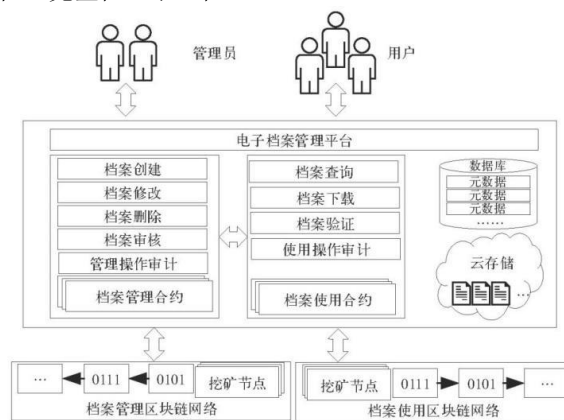 管理员
用户
电子档案管理平台
档案创建
档案修改
档案删除
档案审核
管理操作审计
档案管理合约
档案查询
档案下载
档案验证
使用操作审计
档案使用合约
数据库
元数据
元数据
元数据
……
云存储
…
… 0111 0101 挖矿节点
档案管理区块链网络
挖矿节点 0111 0101 …
档案使用区块链网络